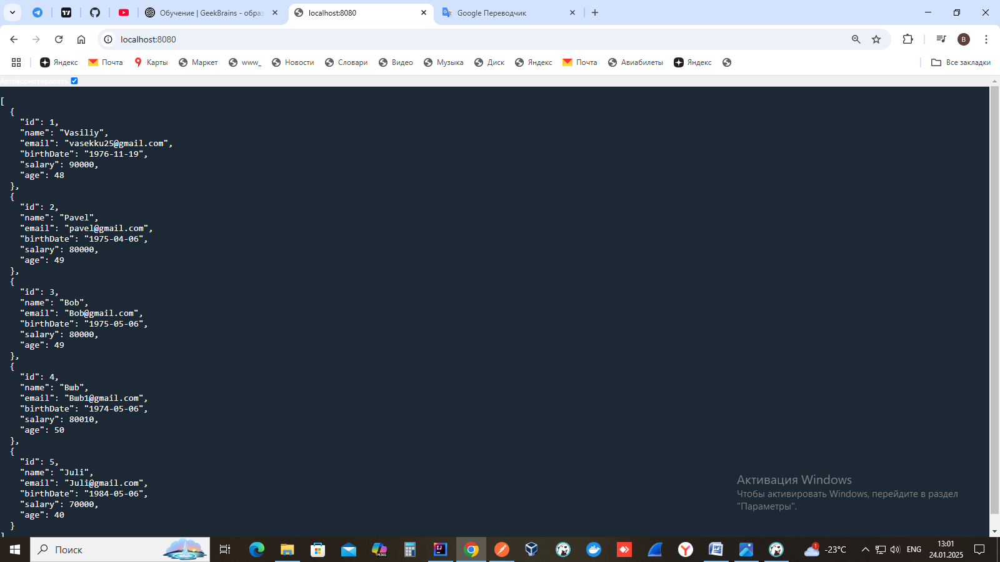 Обучение | GeekBrains - образ
localhost:8080
Google Переводчик
localhost:8080
B
Яндекс
Почта
Карты
Маркет
www_
Новости
Словари
Видео
Музыка
Диск
Яндекс
Почта
Авиабилеты
Яндекс
Все закладки
Автоформатировать
[
{
"id": 1,
"name": "Vasiliy",
"email": "vasekku25@gmail.com",
"birthDate": "1976-11-19",
"salary": 90000,
"age": 48
},
{
"id": 2,
"name": "Pavel",
"email": "pavel@gmail.com",
"birthDate": "1975-04-06",
"salary": 80000,
"age": 49
},
{
"id": 3,
"name": "Bob",
"email": "Bob@gmail.com",
"birthDate": "1975-05-06",
"salary": 80000,
"age": 49
},
{
"id": 4,
"name": "Bшb",
"email": "Bшb1@gmail.com",
"birthDate": "1974-05-06",
"salary": 80010,
"age": 50
},
{
"id": 5,
"name": "Juli",
"email": "Juli@gmail.com",
"birthDate": "1984-05-06",
"salary": 70000,
"age": 40
}
]
Активация Windows
Чтобы активировать Windows, перейдите в раздел
"Параметры".
Поиск
M365
IJ
1
-23°C
ENG
13:01
24.01.2025